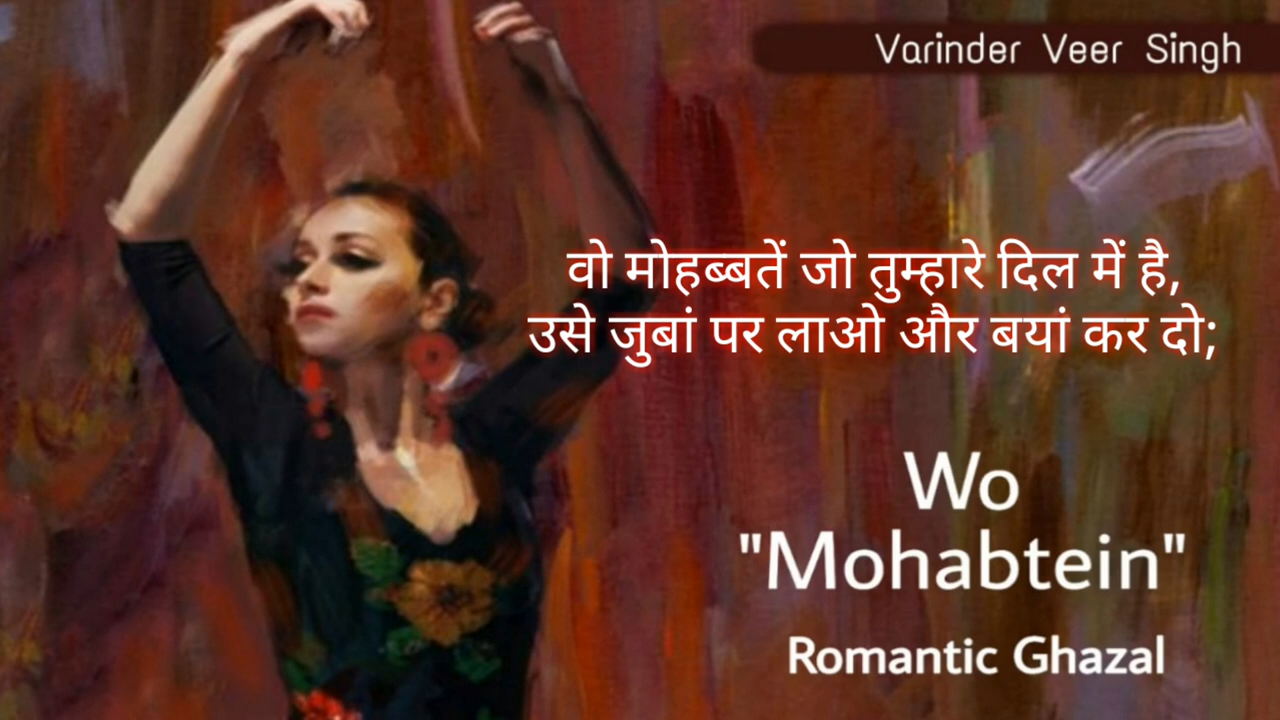 Varinder Veer Singh
वो मोहब्बतें जो तुम्हारे दिल में है,
उसे जुबां पर लाओ और बयां कर दो;
Wo
"Mohabtein"
Romantic Ghazal